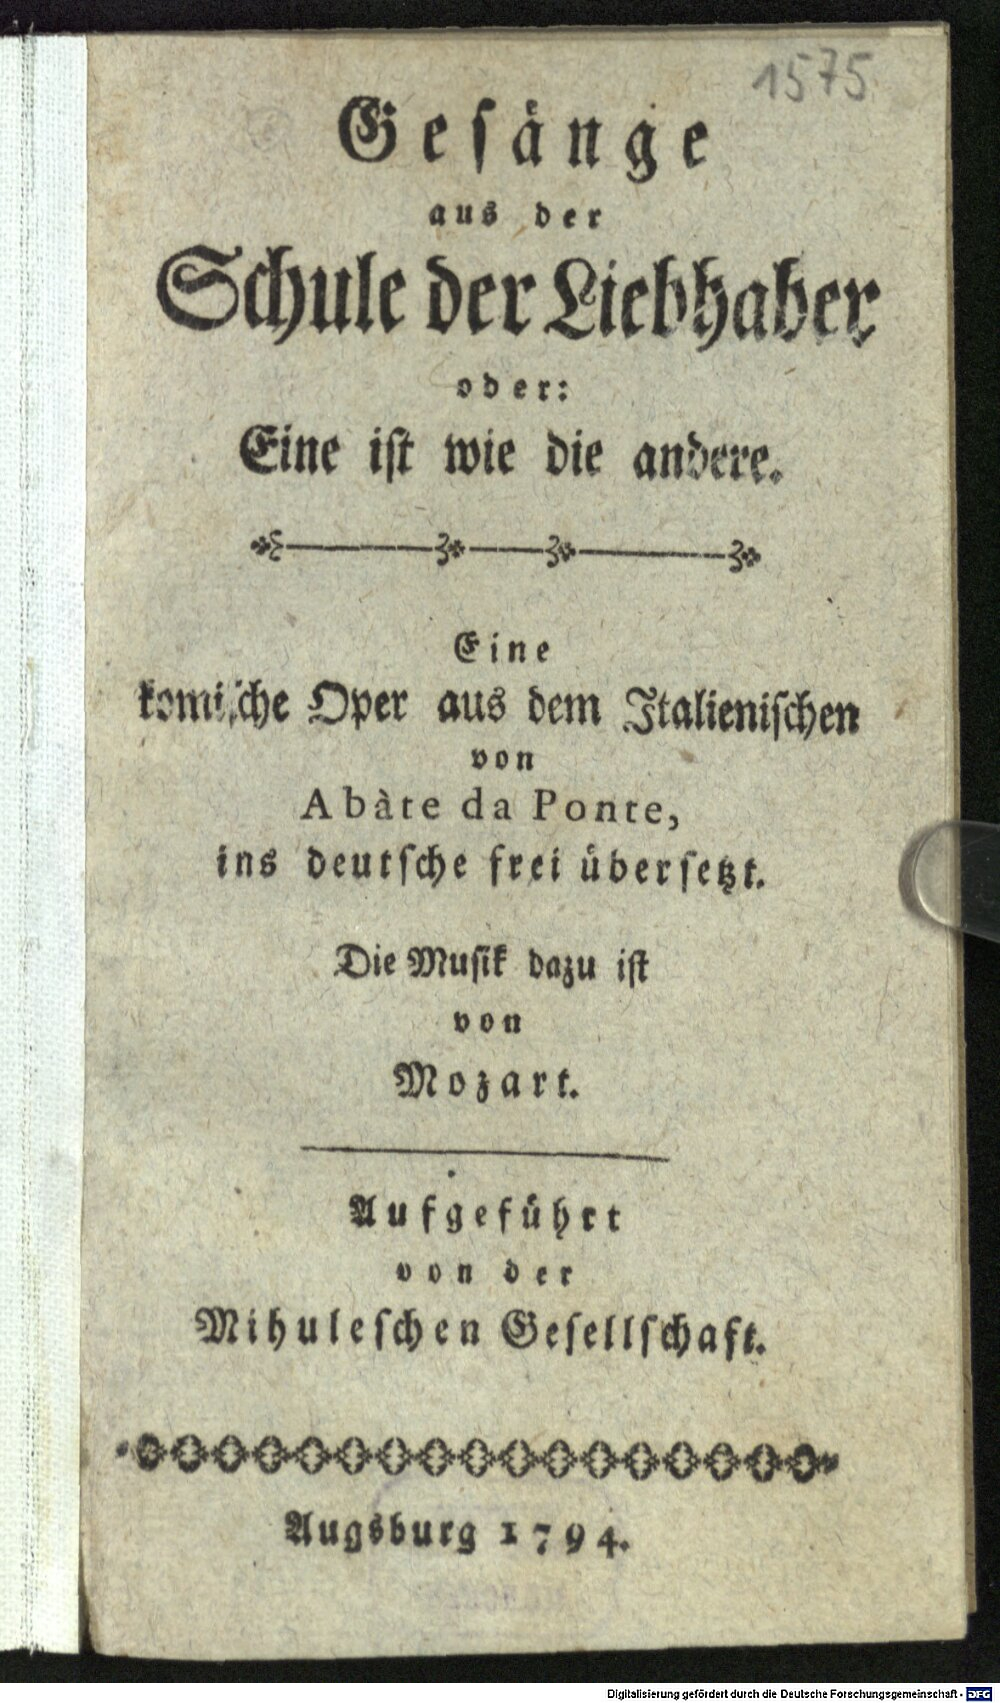 1575
Gesänge
aus der
Schule der Liebhaber
oder:
Eine ist wie die andere.
Eine
komische Oper aus dem Italienischen
von
Abàte da Ponte,
ins deutsche frei übersetzt.
Die Musik dazu ist
von
Mozart.
Aufgeführt
von der
Mihuleschen Gesellschaft.
Augsburg 1794.
Digitalisierung gefördert durch die Deutsche Forschungsgemeinschaft - DFG